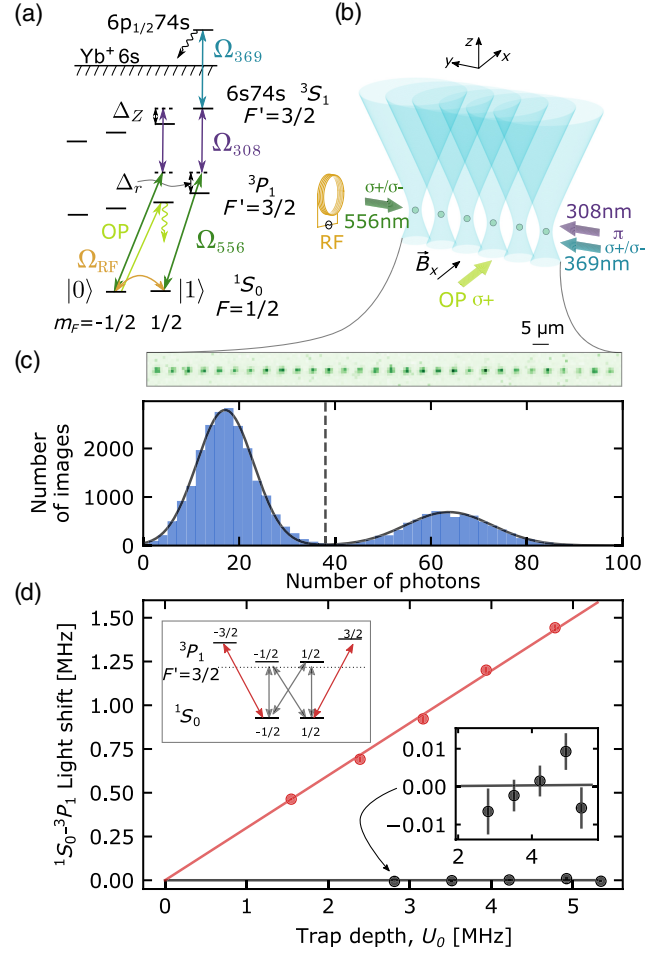 (a)
6p1/2 74s
Yb+ 6s
Ω369
6s74s ³S₁
F'=3/2
ΔZ
Ω308
Δr
³P₁
F'=3/2
OP
Ω556
ΩRF
|0⟩
|1⟩
¹S₀
F=1/2
mF=-1/2
1/2
(b)
z
y
x
σ+/σ-
556nm
RF
308nm
π
σ+/σ-
369nm
B⃗x
OP σ+
5 μm
(c)
Number
of images
2000
1000
0
0
20
40
60
80
100
Number of photons
(d)
¹S₀-³P₁ Light shift [MHz]
1.50
1.25
1.00
0.75
0.50
0.25
0.00
-3/2
3/2
³P₁
-1/2
1/2
F'=3/2
¹S₀
-1/2
1/2
0.01
0.00
−0.01
2
4
0
1
2
3
4
5
Trap depth, U₀ [MHz]